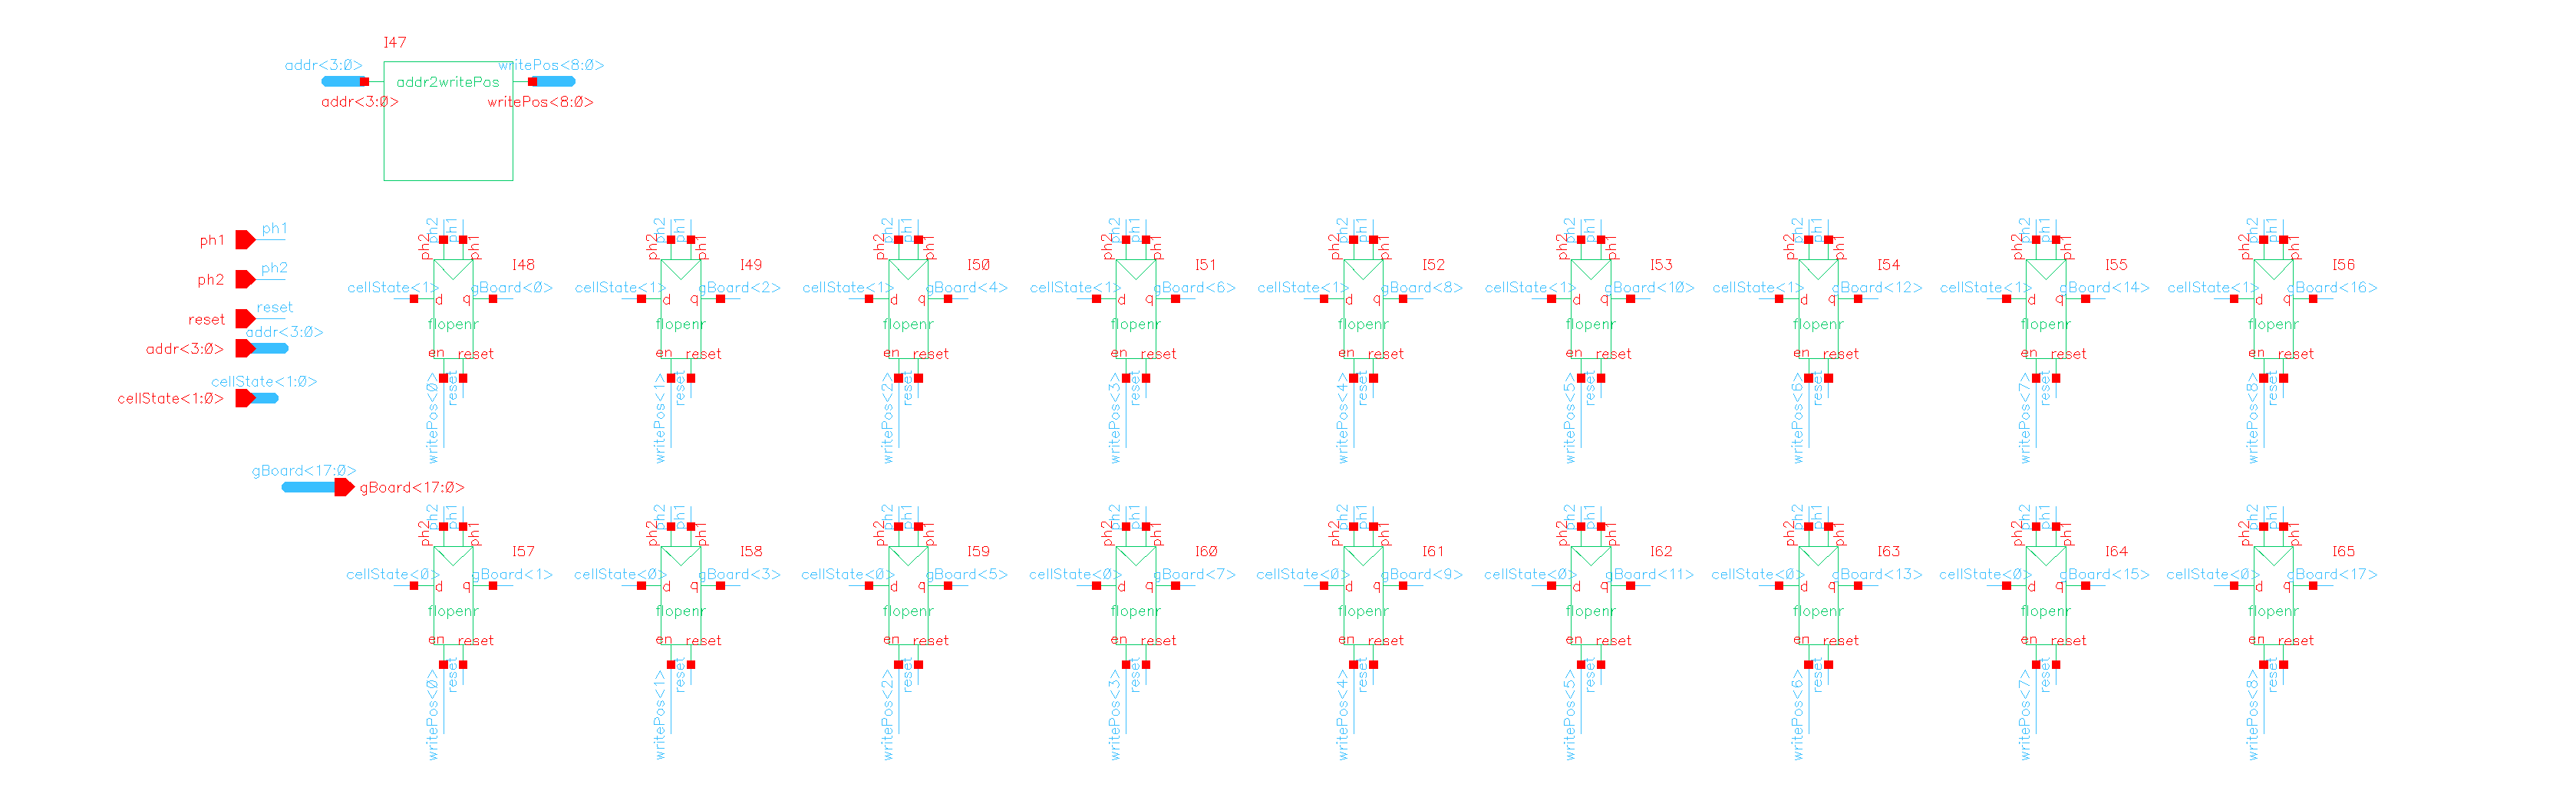 I47
addr<3:0> writePos<8:0>
addr2writePos
addr<3:0> writePos<8:0>
ph1 ph1
ph2 ph2
reset reset
addr<3:0> addr<3:0>
cellState<1:0> cellState<1:0>
gBoard<17:0> gBoard<17:0>
ph2 ph1 ph2 ph1 I48 cellState<1> gBoard<0> d q flopenr en reset writePos<0> reset
ph2 ph1 ph2 ph1 I49 cellState<1> gBoard<2> d q flopenr en reset writePos<1> reset
ph2 ph1 ph2 ph1 I50 cellState<1> gBoard<4> d q flopenr en reset writePos<2> reset
ph2 ph1 ph2 ph1 I51 cellState<1> gBoard<6> d q flopenr en reset writePos<3> reset
ph2 ph1 ph2 ph1 I52 cellState<1> gBoard<8> d q flopenr en reset writePos<4> reset
ph2 ph1 ph2 ph1 I53 cellState<1> gBoard<10> d q flopenr en reset writePos<5> reset
ph2 ph1 ph2 ph1 I54 cellState<1> gBoard<12> d q flopenr en reset writePos<6> reset
ph2 ph1 ph2 ph1 I55 cellState<1> gBoard<14> d q flopenr en reset writePos<7> reset
ph2 ph1 ph2 ph1 I56 cellState<1> gBoard<16> d q flopenr en reset writePos<8> reset
ph2 ph1 ph2 ph1 I57 cellState<0> gBoard<1> d q flopenr en reset writePos<0> reset
ph2 ph1 ph2 ph1 I58 cellState<0> gBoard<3> d q flopenr en reset writePos<1> reset
ph2 ph1 ph2 ph1 I59 cellState<0> gBoard<5> d q flopenr en reset writePos<2> reset
ph2 ph1 ph2 ph1 I60 cellState<0> gBoard<7> d q flopenr en reset writePos<3> reset
ph2 ph1 ph2 ph1 I61 cellState<0> gBoard<9> d q flopenr en reset writePos<4> reset
ph2 ph1 ph2 ph1 I62 cellState<0> gBoard<11> d q flopenr en reset writePos<5> reset
ph2 ph1 ph2 ph1 I63 cellState<0> gBoard<13> d q flopenr en reset writePos<6> reset
ph2 ph1 ph2 ph1 I64 cellState<0> gBoard<15> d q flopenr en reset writePos<7> reset
ph2 ph1 ph2 ph1 I65 cellState<0> gBoard<17> d q flopenr en reset writePos<8> reset